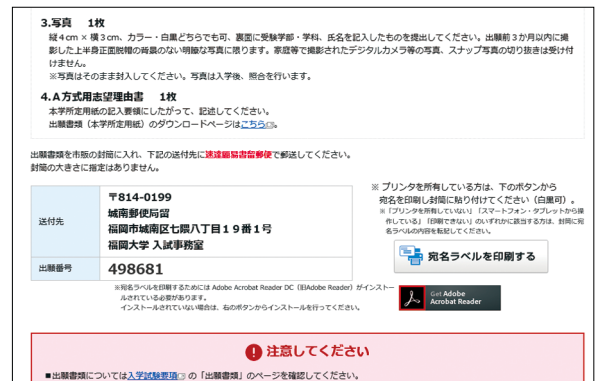 3.写真 1枚
縦4cm × 横3cm、カラー・白黒どちらでも可、裏面に受験学部・学科、氏名を記入したものを提出してください。出願前3か月以内に撮
影した上半身正面脱帽の背景のない明瞭な写真に限ります。家庭等で撮影されたデジタルカメラ等の写真、スナップ写真の切り抜きは受け付
けません。
※写真はそのまま封入してください。写真は入学後、照合を行います。
4.A方式用志望理由書 1枚
本学所定用紙の記入要領にしたがって、記述してください。
出願書類（本学所定用紙）のダウンロードページはこちら。
出願書類を市販の封筒に入れ、下記の送付先に速達簡易書留郵便で郵送してください。
封筒の大きさに指定はありません。
送付先
〒814-0199
城南郵便局留
福岡市城南区七隈八丁目19番1号
福岡大学 入試事務室
出願番号
498681
※宛名ラベルを印刷するためには Adobe Acrobat Reader DC（旧Adobe Reader）がインストー
ルされている必要があります。
インストールされていない場合は、右のボタンからインストールを行ってください。
※ プリンタを所有している方は、下のボタンから
宛名を印刷し封筒に貼り付けてください（白黒可）。
※「プリンタを所有していない」「スマートフォン・タブレットから操
作している」「印刷できない」のいずれかに該当する方は、封筒に宛
名ラベルの内容を転記してください。
宛名ラベルを印刷する
Get Adobe
Acrobat Reader
注意してください
■出願書類については入学試験要項 の「出願書類」のページを確認してください。